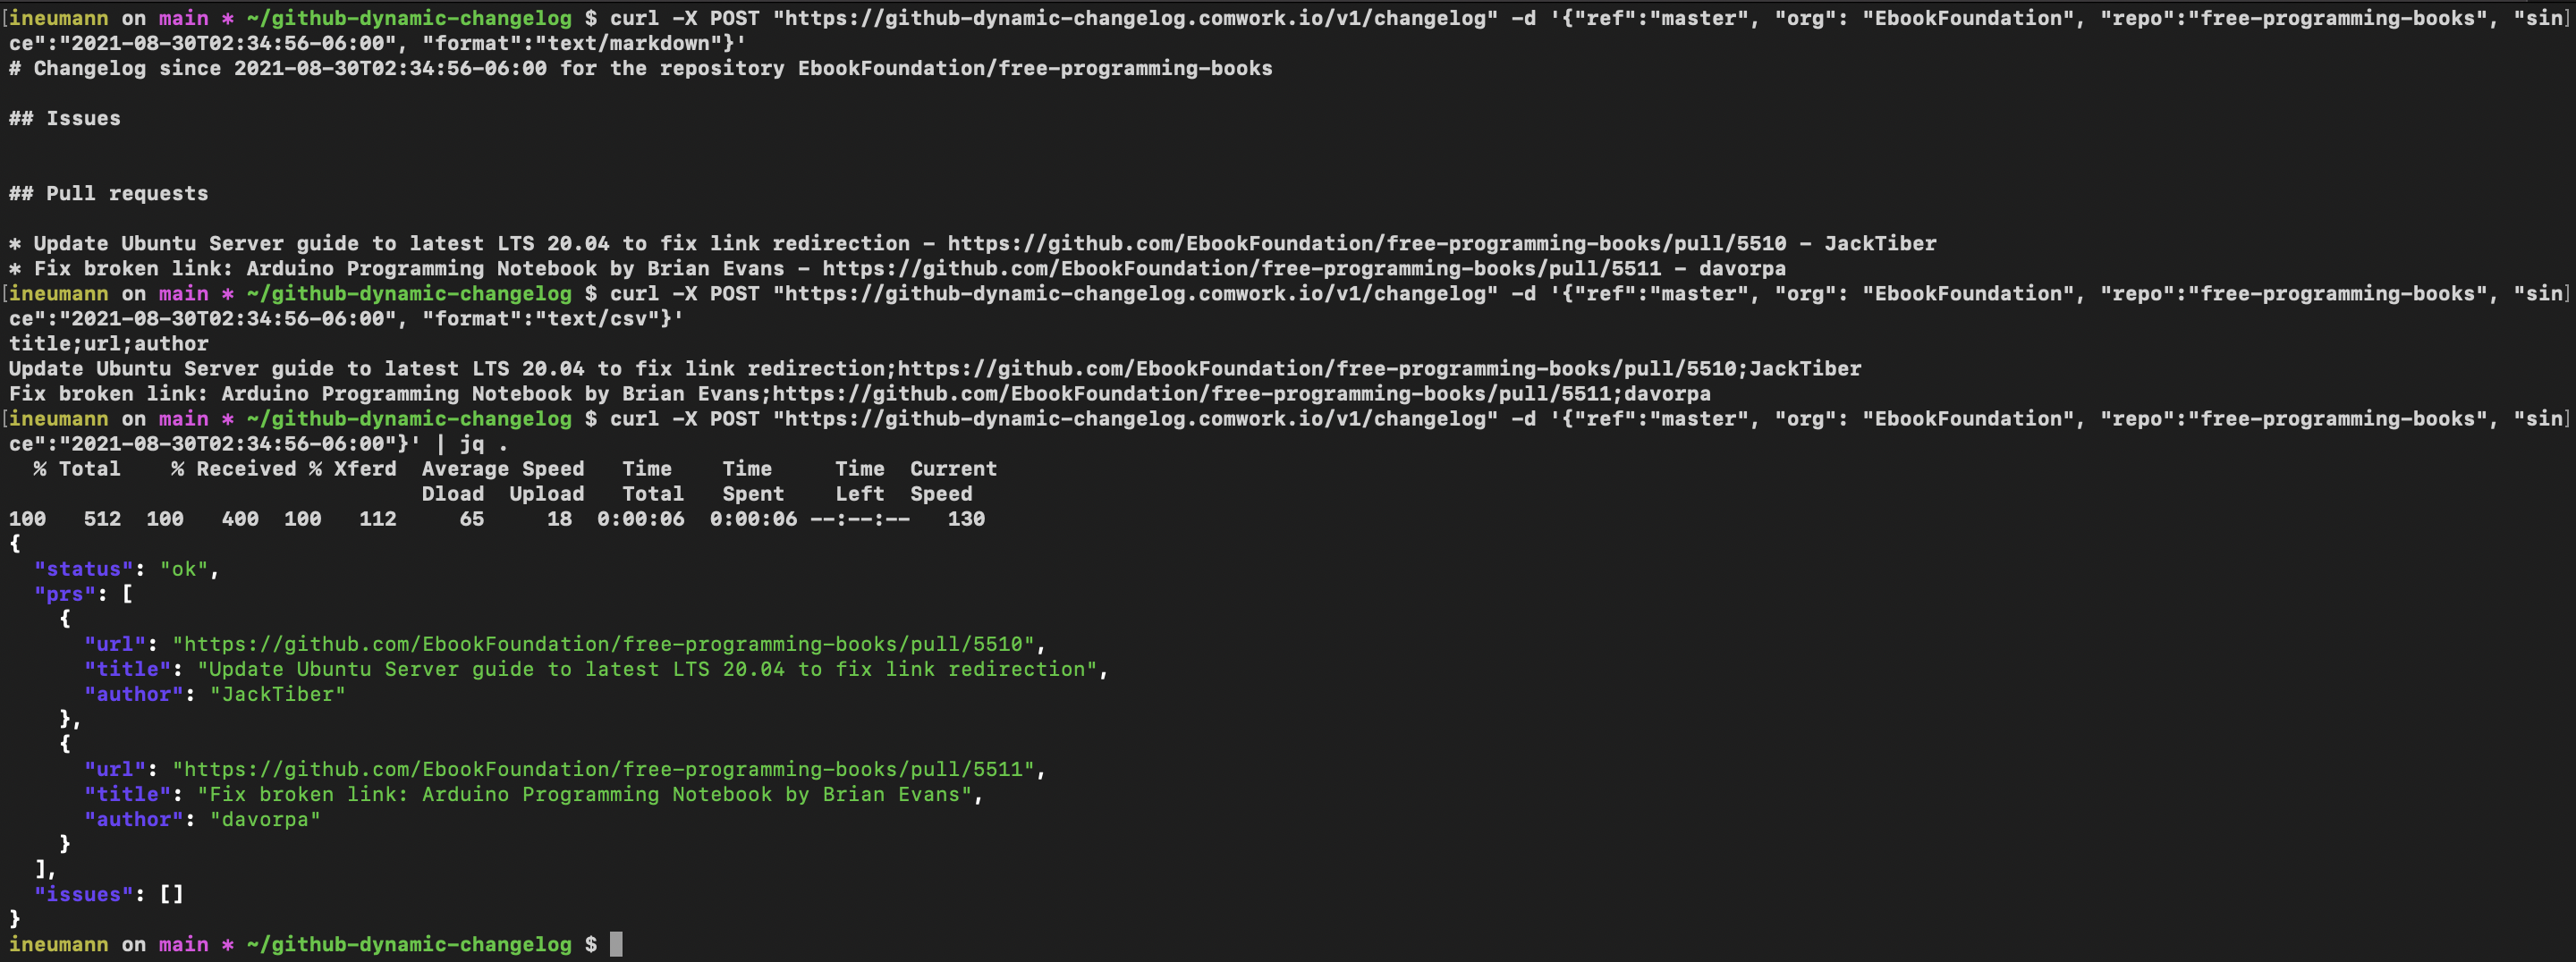 [ineumann on main * ~/github-dynamic-changelog $ curl -X POST "https://github-dynamic-changelog.comwork.io/v1/changelog" -d '{"ref":"master", "org": "EbookFoundation", "repo":"free-programming-books", "sin]
ce":"2021-08-30T02:34:56-06:00", "format":"text/markdown"}'
# Changelog since 2021-08-30T02:34:56-06:00 for the repository EbookFoundation/free-programming-books
## Issues
## Pull requests
* Update Ubuntu Server guide to latest LTS 20.04 to fix link redirection - https://github.com/EbookFoundation/free-programming-books/pull/5510 - JackTiber
* Fix broken link: Arduino Programming Notebook by Brian Evans - https://github.com/EbookFoundation/free-programming-books/pull/5511 - davorpa
[ineumann on main * ~/github-dynamic-changelog $ curl -X POST "https://github-dynamic-changelog.comwork.io/v1/changelog" -d '{"ref":"master", "org": "EbookFoundation", "repo":"free-programming-books", "sin]
ce":"2021-08-30T02:34:56-06:00", "format":"text/csv"}'
title;url;author
Update Ubuntu Server guide to latest LTS 20.04 to fix link redirection;https://github.com/EbookFoundation/free-programming-books/pull/5510;JackTiber
Fix broken link: Arduino Programming Notebook by Brian Evans;https://github.com/EbookFoundation/free-programming-books/pull/5511;davorpa
[ineumann on main * ~/github-dynamic-changelog $ curl -X POST "https://github-dynamic-changelog.comwork.io/v1/changelog" -d '{"ref":"master", "org": "EbookFoundation", "repo":"free-programming-books", "sin]
ce":"2021-08-30T02:34:56-06:00"}' | jq .
  % Total    % Received % Xferd  Average Speed   Time    Time     Time  Current
                                 Dload  Upload   Total   Spent    Left  Speed
100   512  100   400  100   112     65     18  0:00:06  0:00:06 --:--:--   130
{
  "status": "ok",
  "prs": [
    {
      "url": "https://github.com/EbookFoundation/free-programming-books/pull/5510",
      "title": "Update Ubuntu Server guide to latest LTS 20.04 to fix link redirection",
      "author": "JackTiber"
    },
    {
      "url": "https://github.com/EbookFoundation/free-programming-books/pull/5511",
      "title": "Fix broken link: Arduino Programming Notebook by Brian Evans",
      "author": "davorpa"
    }
  ],
  "issues": []
}
ineumann on main * ~/github-dynamic-changelog $